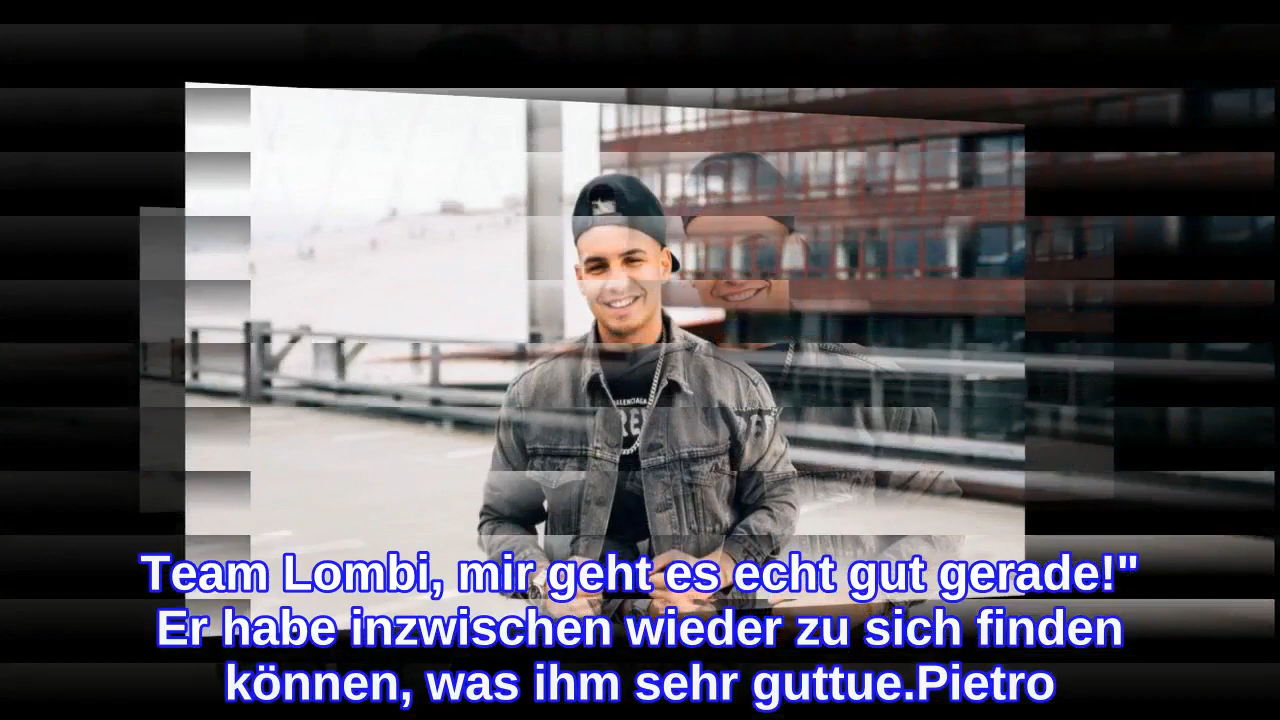 Team Lombi, mir geht es echt gut gerade!"
Er habe inzwischen wieder zu sich finden
können, was ihm sehr guttue.Pietro